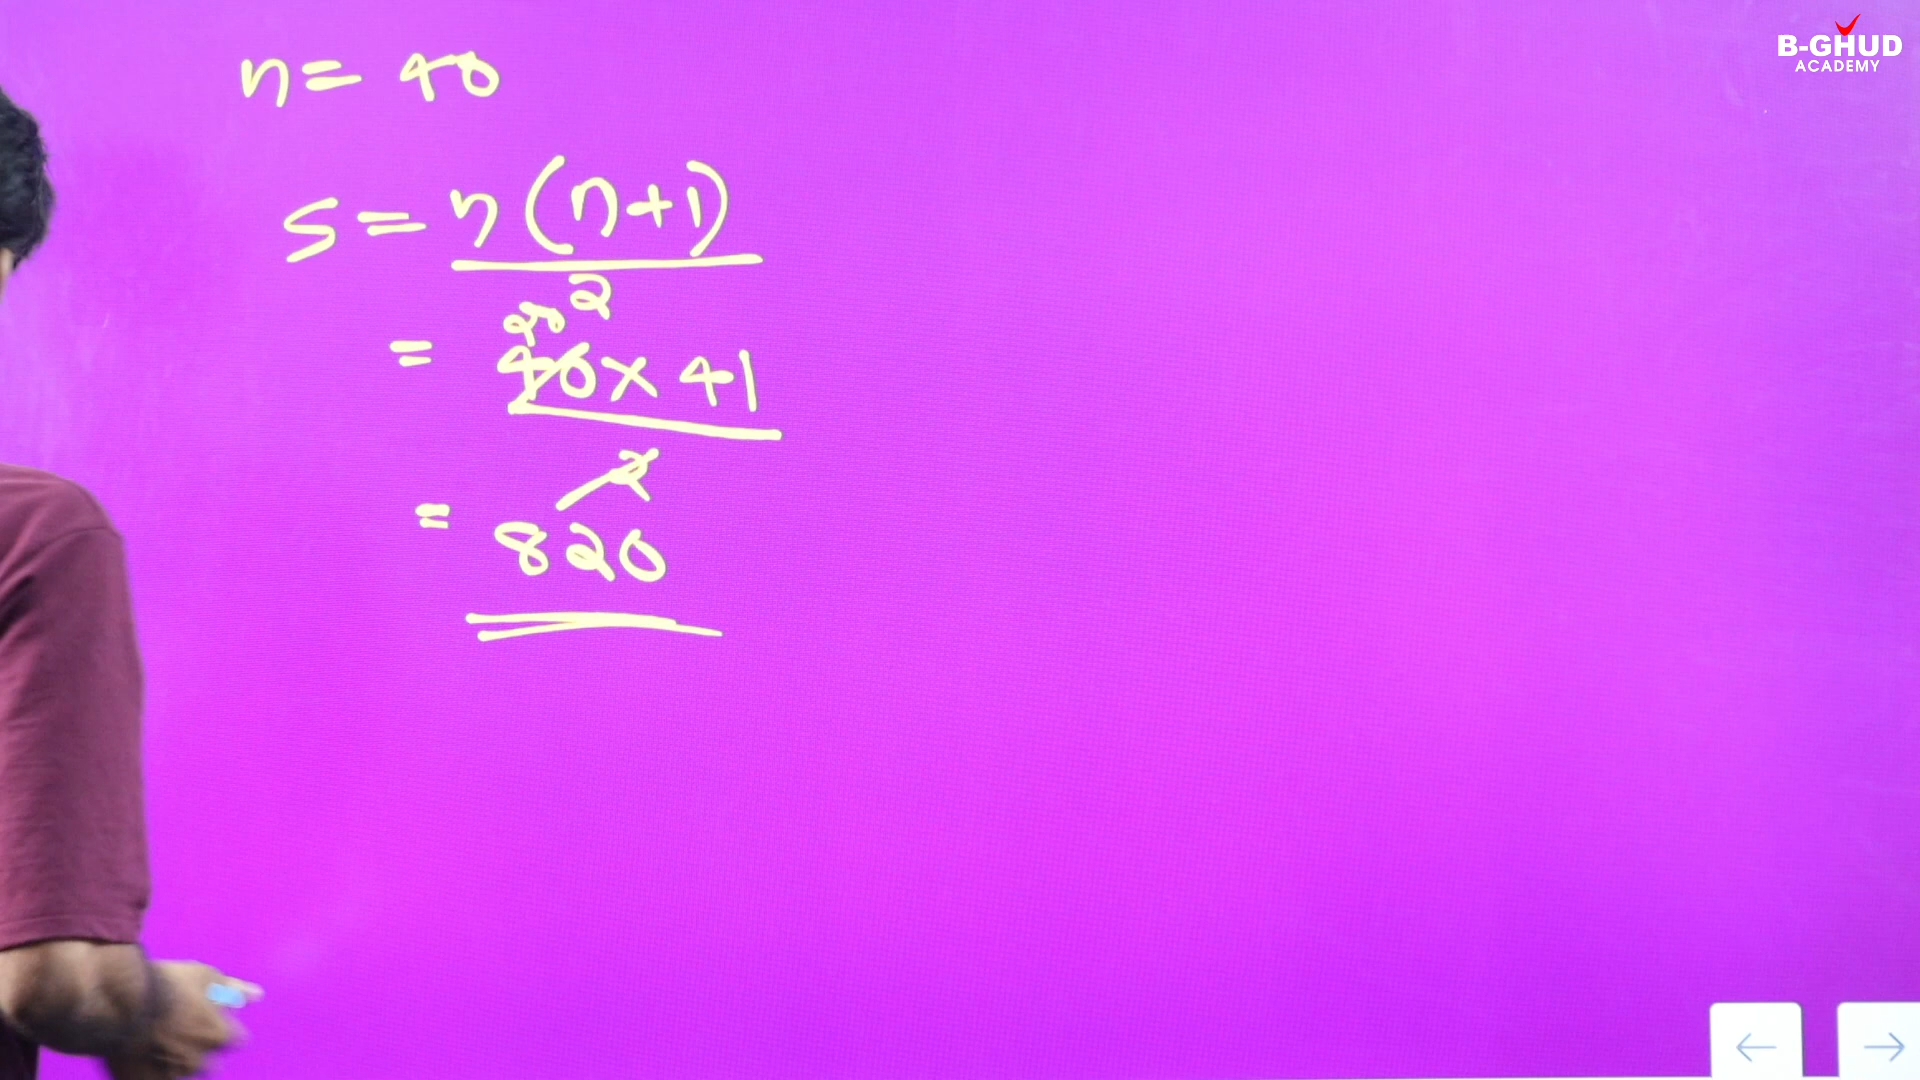 B-GHUD
ACADEMY
n = 40
S = n(n+1)
2
20
= 40 x 41
2
= 820